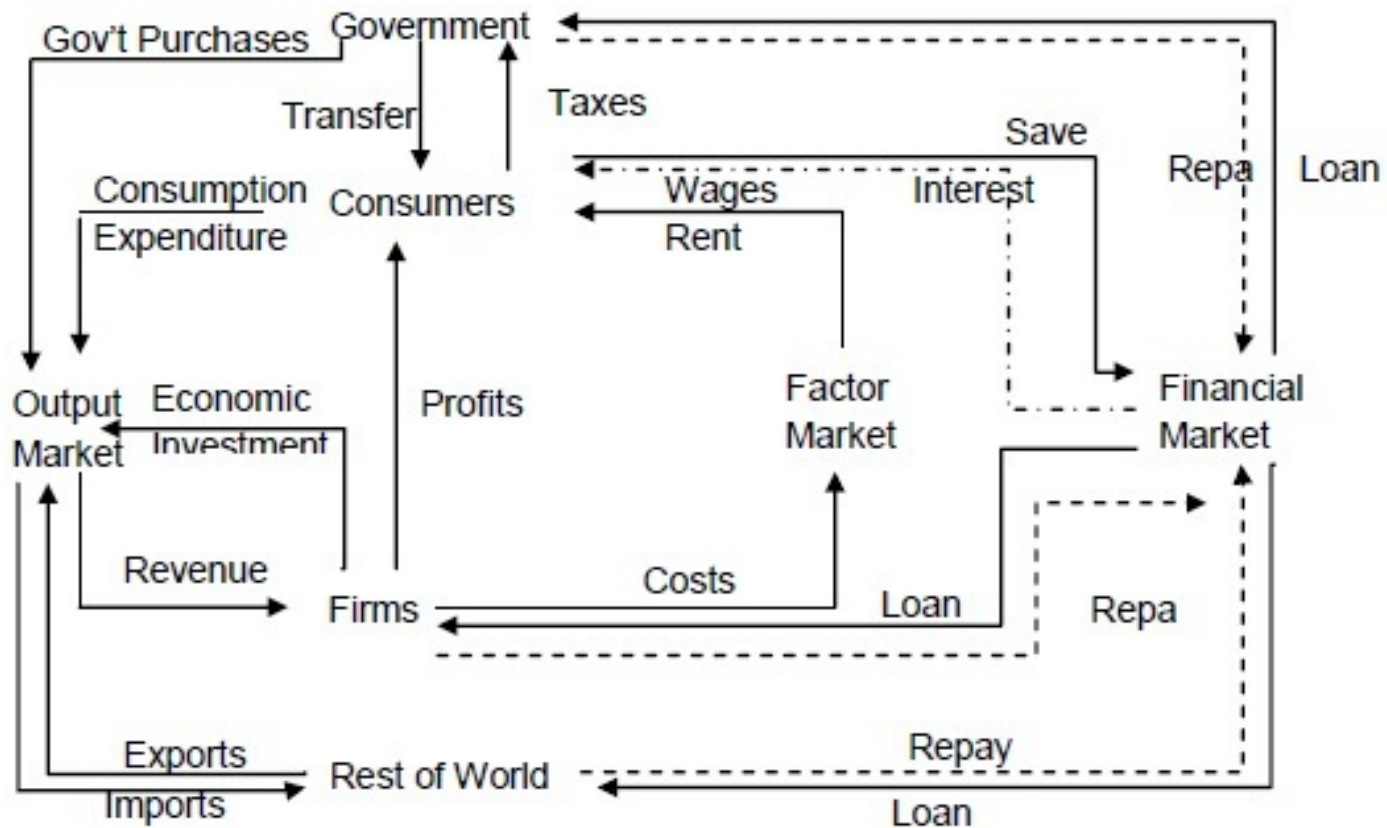 Government
Gov't Purchases
Transfer
Taxes
Save
Repa
Loan
Consumption
Expenditure
Consumers
Wages
Rent
Interest
Output
Market
Economic
Investment
Profits
Factor
Market
Financial
Market
Revenue
Firms
Costs
Loan
Repa
Exports
Imports
Rest of World
Repay
Loan